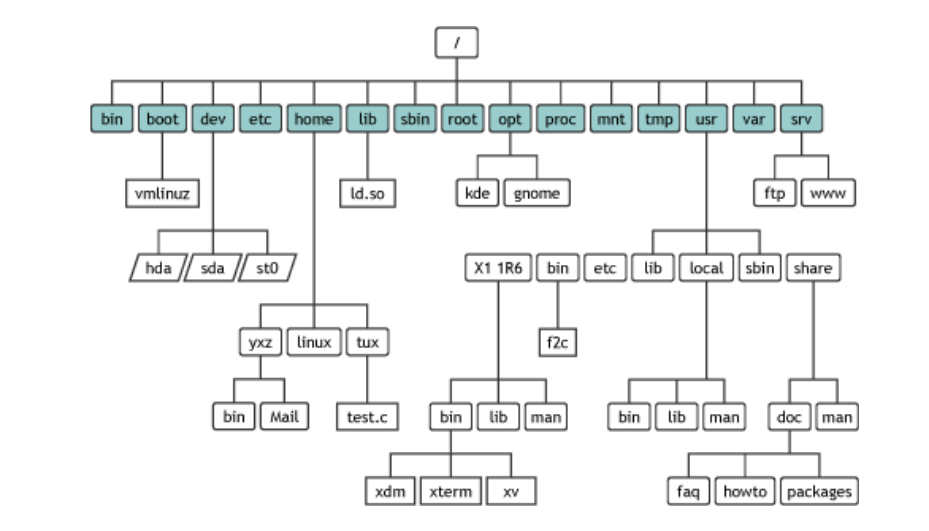 /
bin boot dev etc home lib sbin root opt proc mnt tmp usr var srv
vmlinuz ld.so kde gnome ftp www
hda sda st0 X1 1R6 bin etc lib local sbin share
yxz linux tux f2c
bin Mail test.c bin lib man bin lib man doc man
xdm xterm xv faq howto packages